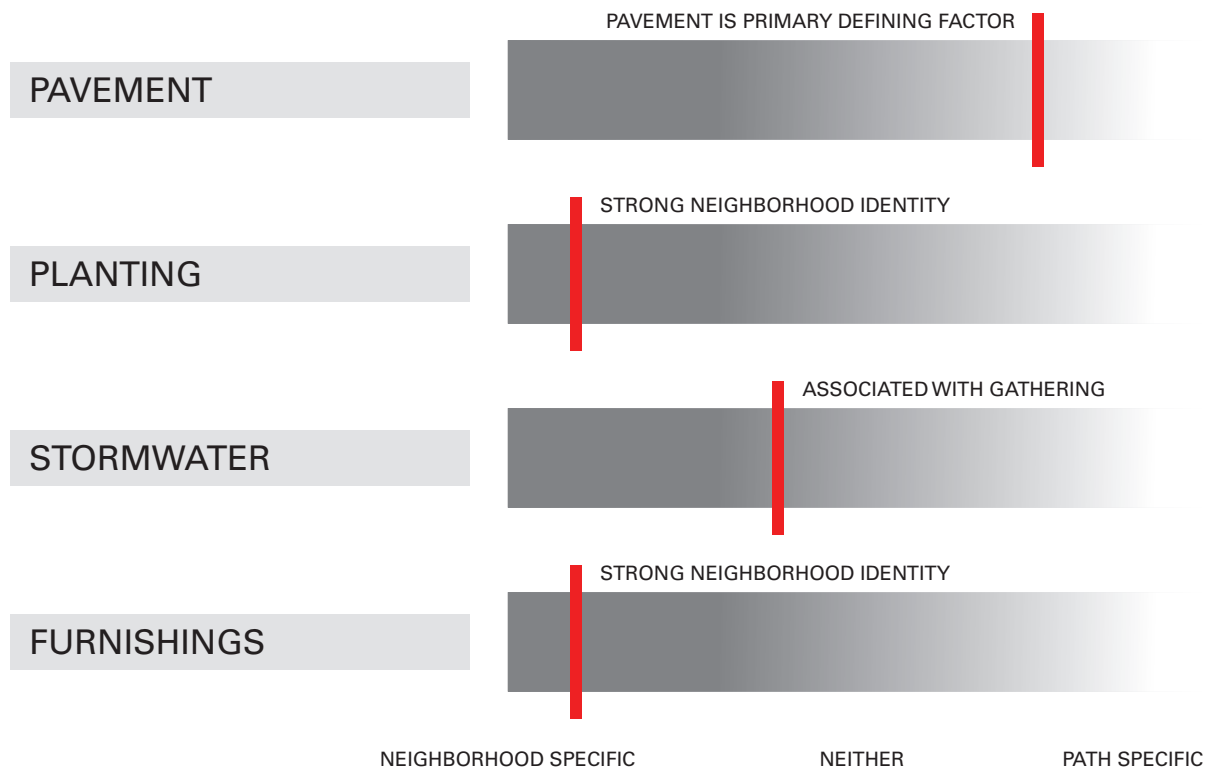 PAVEMENT IS PRIMARY DEFINING FACTOR
PAVEMENT
STRONG NEIGHBORHOOD IDENTITY
PLANTING
ASSOCIATED WITH GATHERING
STORMWATER
STRONG NEIGHBORHOOD IDENTITY
FURNISHINGS
NEIGHBORHOOD SPECIFIC NEITHER PATH SPECIFIC